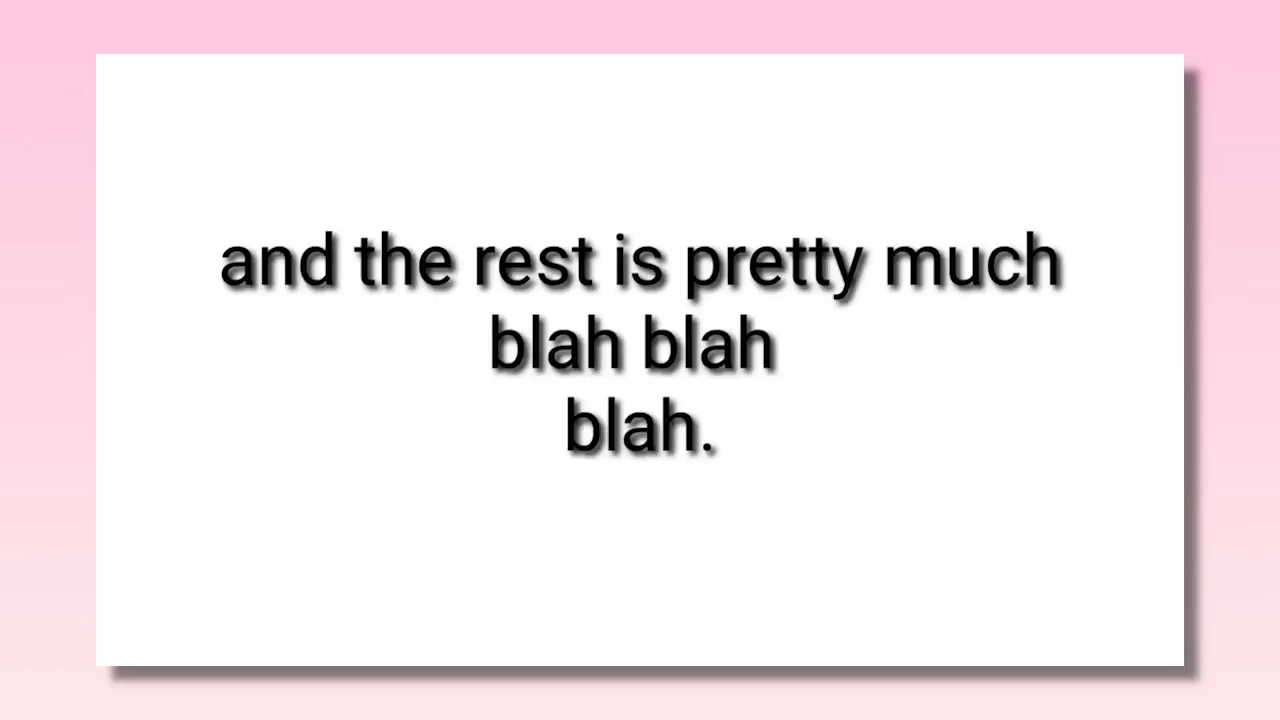 and the rest is pretty much
blah blah
blah.